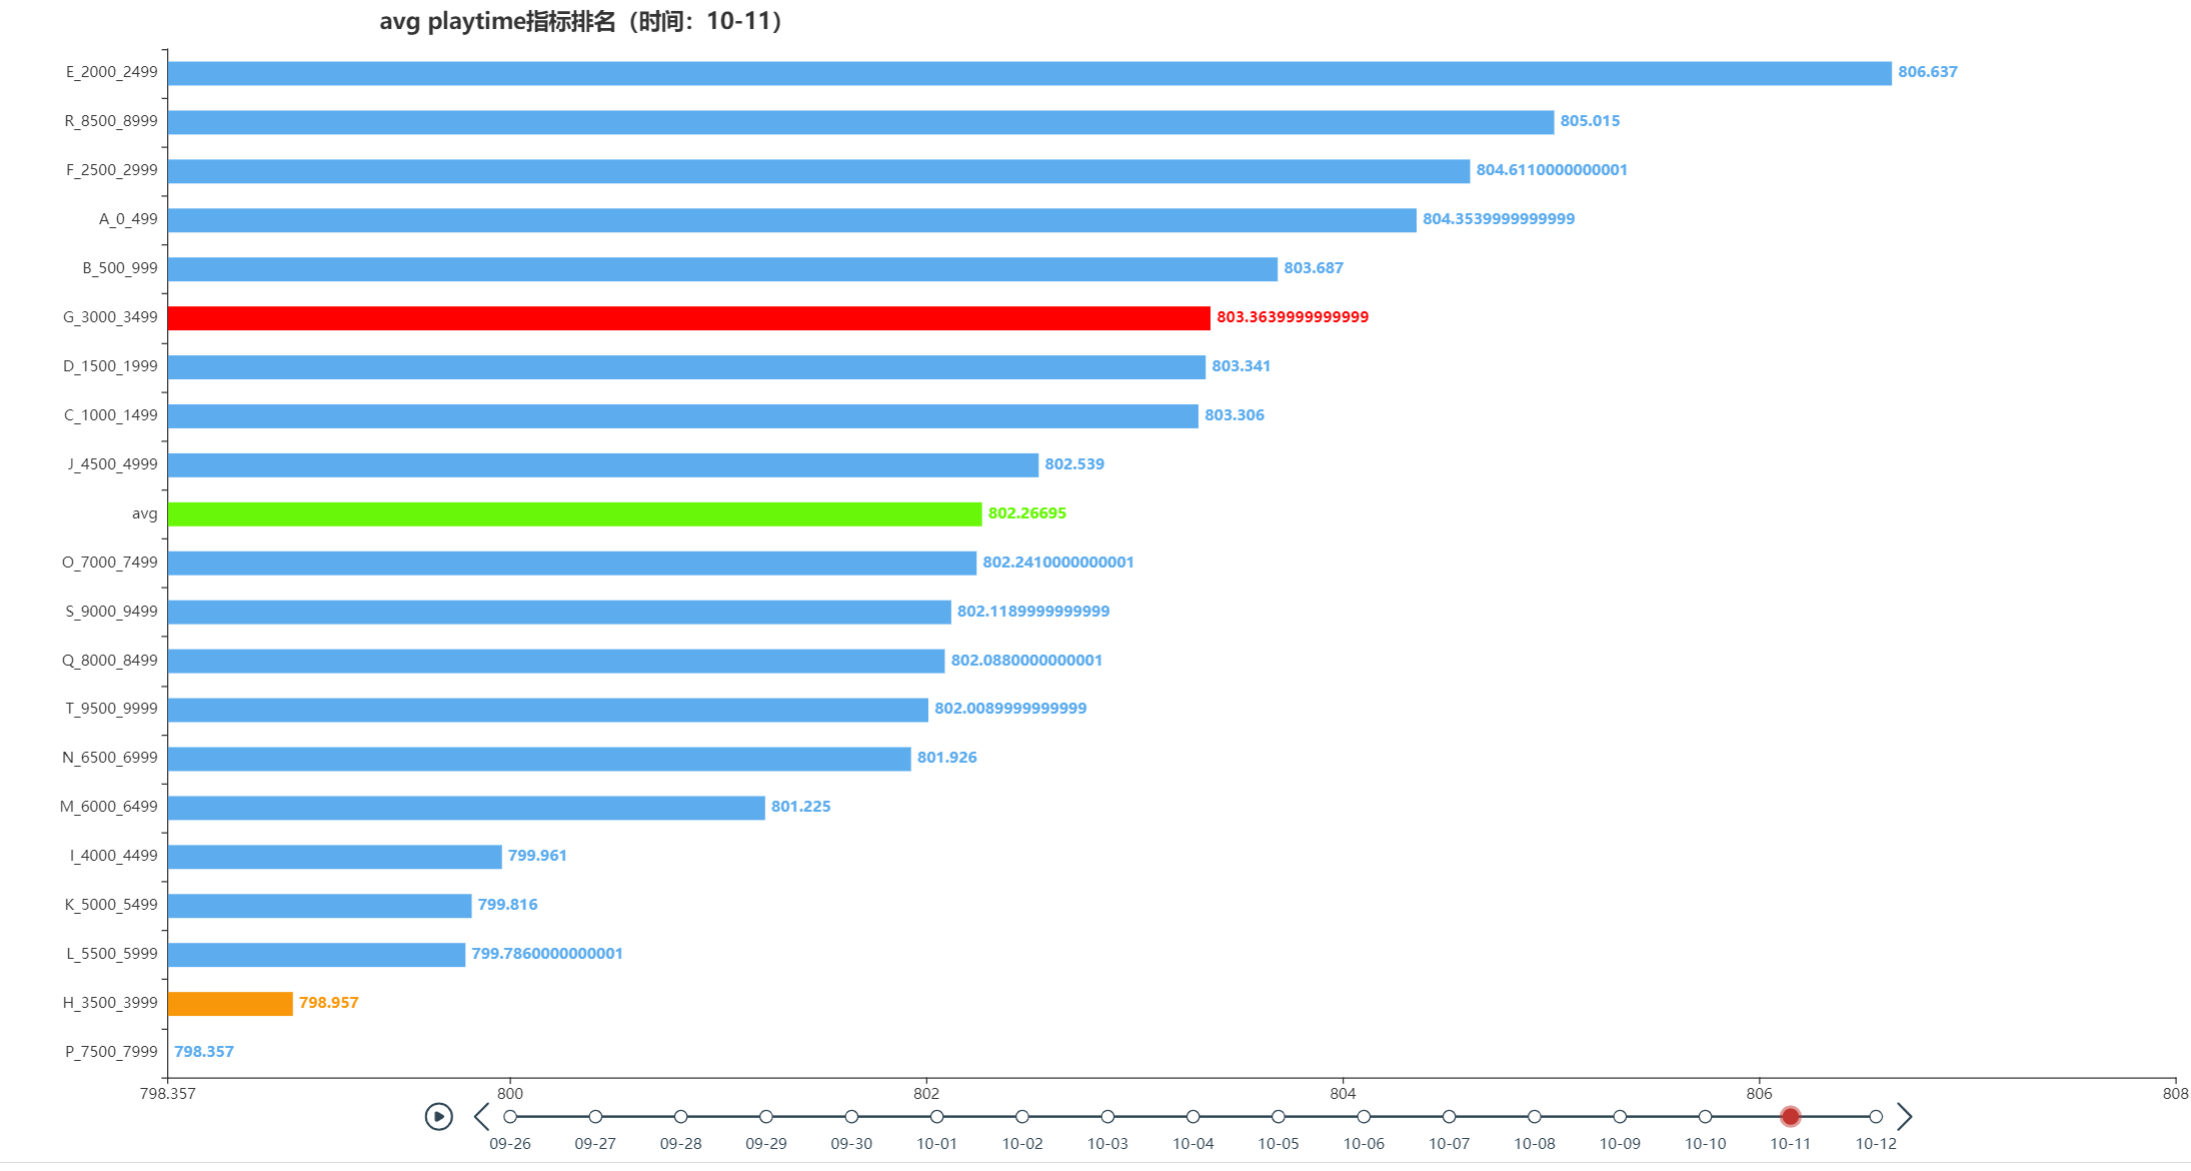 avg playtime指标排名（时间：10-11）
E_2000_2499 806.637
R_8500_8999 805.015
F_2500_2999 804.6110000000001
A_0_499 804.3539999999999
B_500_999 803.687
G_3000_3499 803.3639999999999
D_1500_1999 803.341
C_1000_1499 803.306
J_4500_4999 802.539
avg 802.26695
O_7000_7499 802.2410000000001
S_9000_9499 802.1189999999999
Q_8000_8499 802.0880000000001
T_9500_9999 802.0089999999999
N_6500_6999 801.926
M_6000_6499 801.225
I_4000_4499 799.961
K_5000_5499 799.816
L_5500_5999 799.7860000000001
H_3500_3999 798.957
P_7500_7999 798.357
798.357 800 802 804 806 808
09-26 09-27 09-28 09-29 09-30 10-01 10-02 10-03 10-04 10-05 10-06 10-07 10-08 10-09 10-10 10-11 10-12